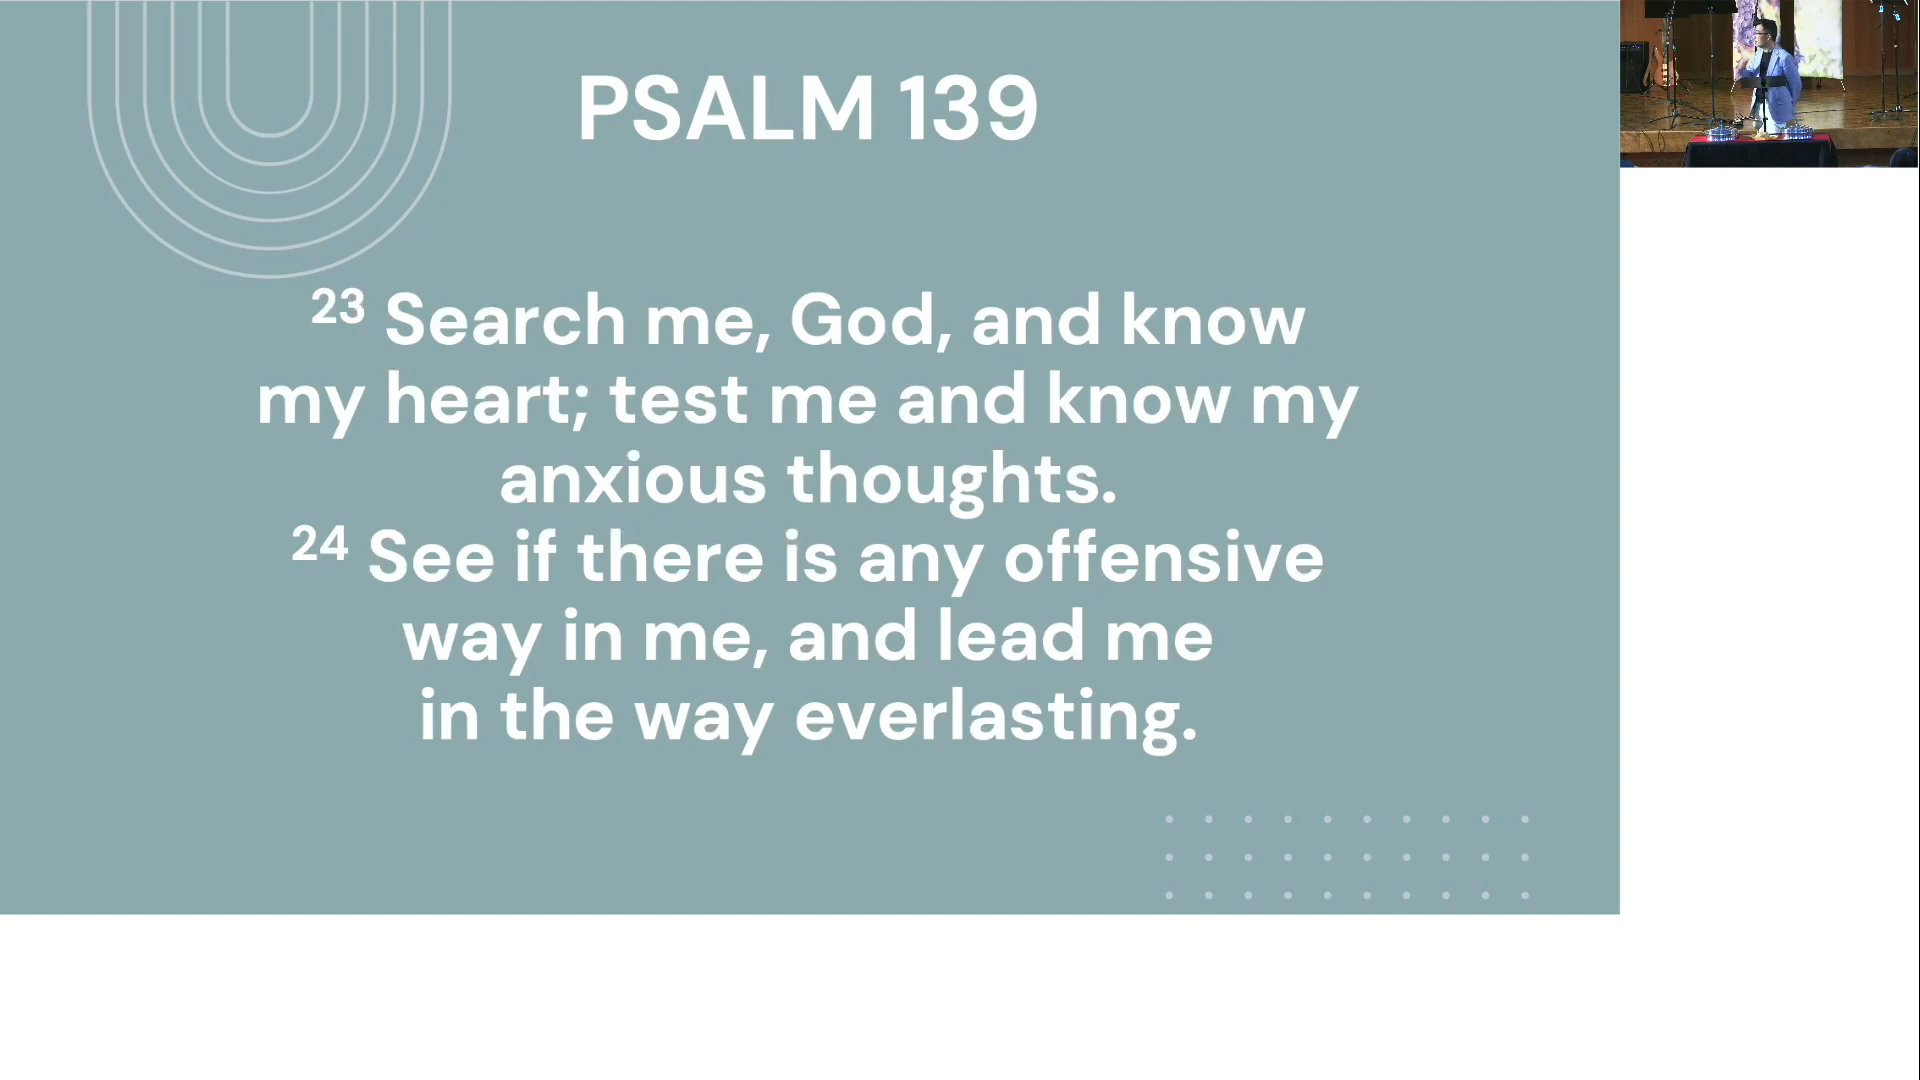 PSALM 139
23 Search me, God, and know
my heart; test me and know my
anxious thoughts.
24 See if there is any offensive
way in me, and lead me
in the way everlasting.